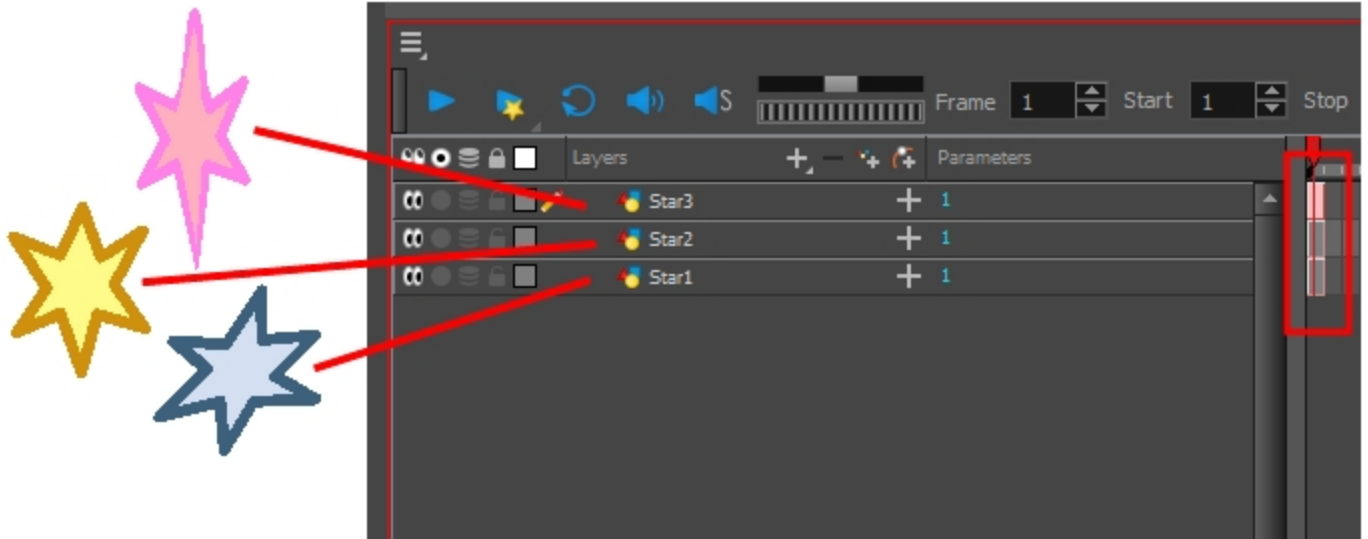 S Frame 1 Start 1 Stop
Layers Parameters
Star3 1
Star2 1
Star1 1